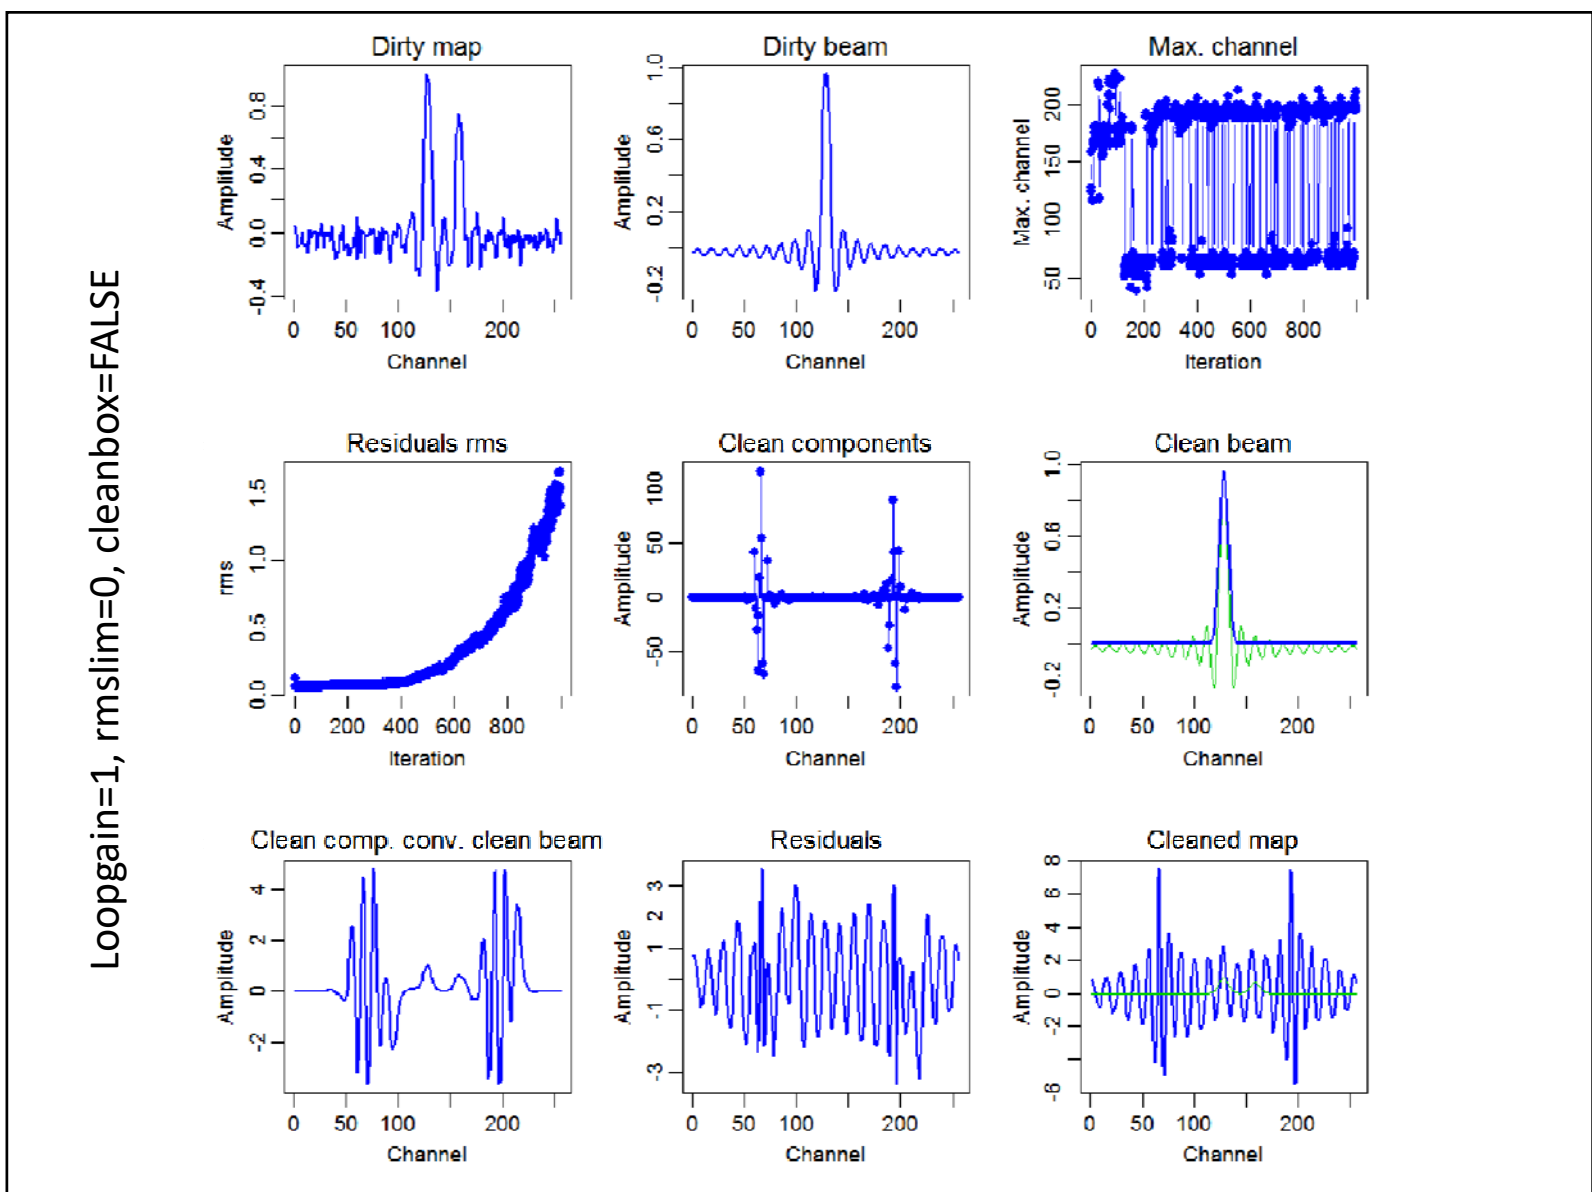 Loopgain=1, rmslim=0, cleanbox=FALSE
Dirty map
Amplitude
-0.4 0.0 0.4 0.8
0 50 100 200
Channel
Dirty beam
Amplitude
-0.2 0.2 0.6 1.0
0 50 100 200
Channel
Max. channel
Max. channel
50 100 150 200
0 200 400 600 800
Iteration
Residuals rms
rms
0.0 0.5 1.0 1.5
0 200 400 600 800
Iteration
Clean components
Amplitude
-50 0 50 100
0 50 100 200
Channel
Clean beam
Amplitude
-0.2 0.2 0.6 1.0
0 50 100 200
Channel
Clean comp. conv. clean beam
Amplitude
-2 0 2 4
0 50 100 200
Channel
Residuals
Amplitude
-3 -1 1 2 3
0 50 100 200
Channel
Cleaned map
Amplitude
-6 -2 0 2 4 6 8
0 50 100 200
Channel